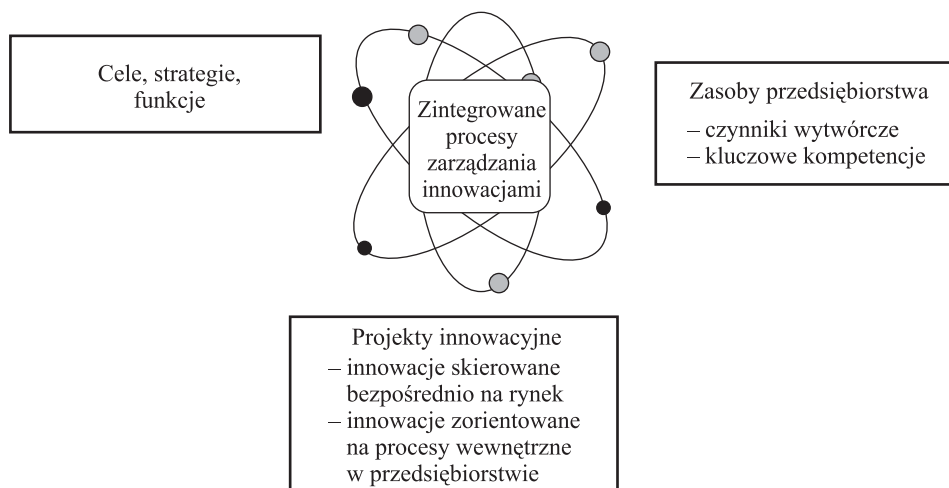 Cele, strategie,
funkcje
Zintegrowane
procesy
zarządzania
innowacjami
Zasoby przedsiębiorstwa
– czynniki wytwórcze
– kluczowe kompetencje
Projekty innowacyjne
– innowacje skierowane
bezpośrednio na rynek
– innowacje zorientowane
na procesy wewnętrzne
w przedsiębiorstwie